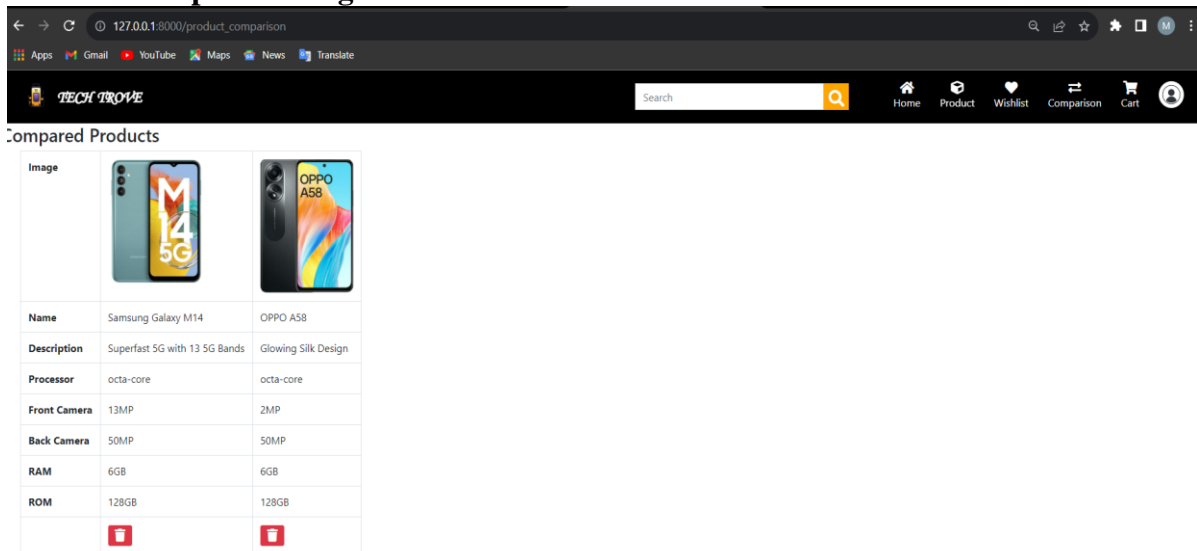 127.0.0.1:8000/product_comparison
M
Apps Gmail YouTube Maps News Translate
TECH TROVE Search Home Product Wishlist Comparison Cart
Compared Products
Image
M
14
5G
OPPO
A58
Name Samsung Galaxy M14 OPPO A58
Description Superfast 5G with 13 5G Bands Glowing Silk Design
Processor octa-core octa-core
Front Camera 13MP 2MP
Back Camera 50MP 50MP
RAM 6GB 6GB
ROM 128GB 128GB